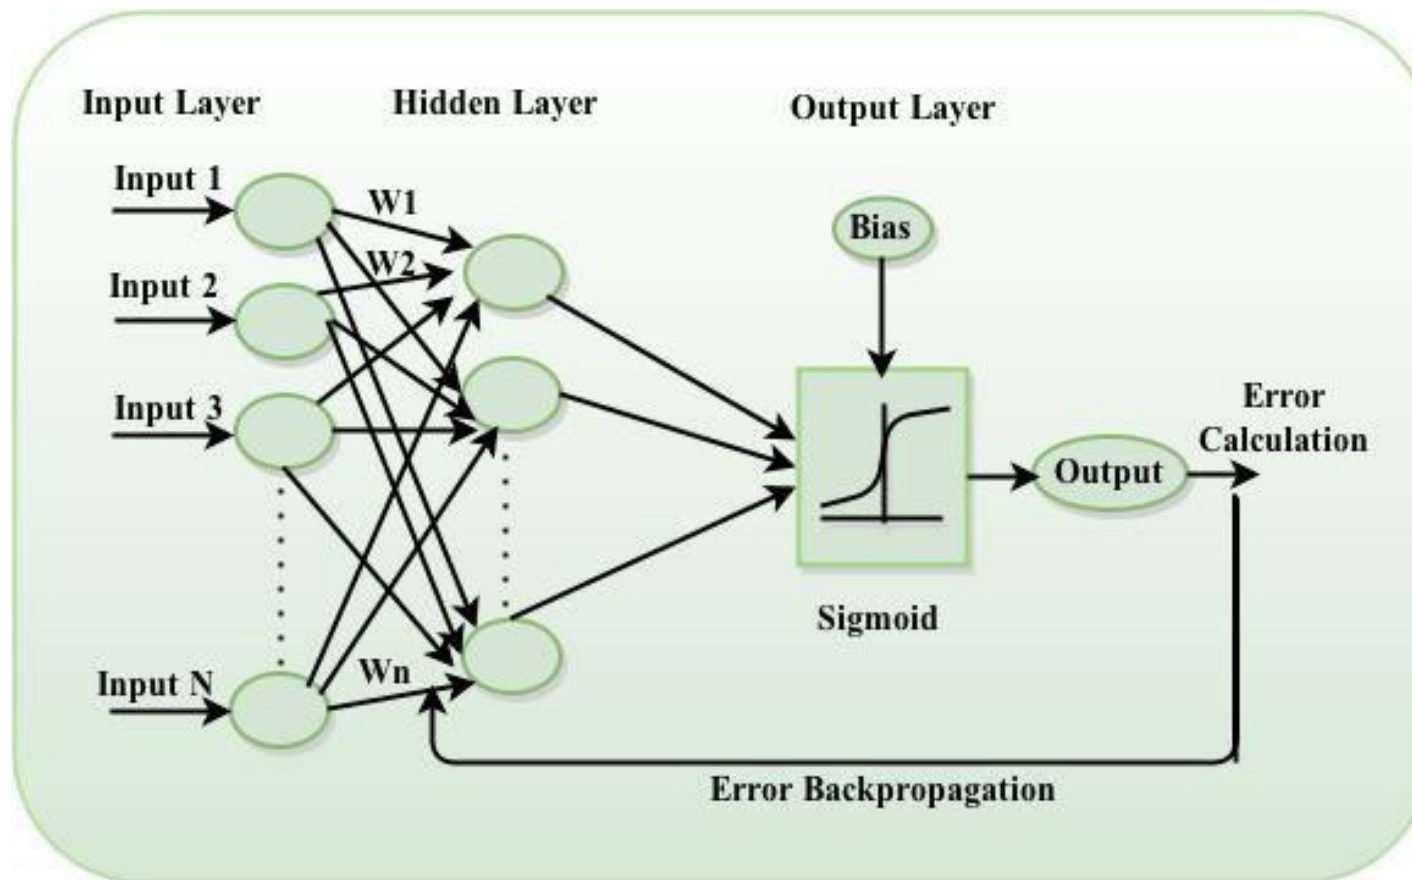 Input Layer
Hidden Layer
Output Layer
Input 1
W1
Bias
W2
Input 2
Input 3
Error
Calculation
Output
Sigmoid
Wn
Input N
Error Backpropagation